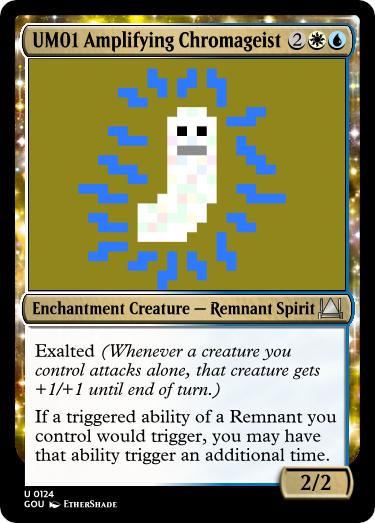 UM01 Amplifying Chromageist 2
Enchantment Creature — Remnant Spirit
Exalted (Whenever a creature you
control attacks alone, that creature gets
+1/+1 until end of turn.)
If a triggered ability of a Remnant you
control would trigger, you may have
that ability trigger an additional time.
2/2
U 0124
GOU EtherShade